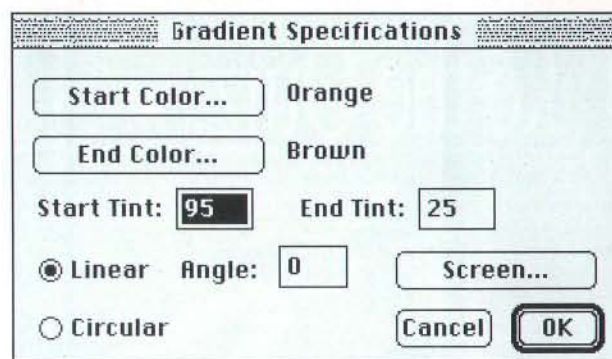 Gradient Specifications
Start Color... Orange
End Color... Brown
Start Tint: 95 End Tint: 25
Linear Angle: 0 Screen...
Circular Cancel OK